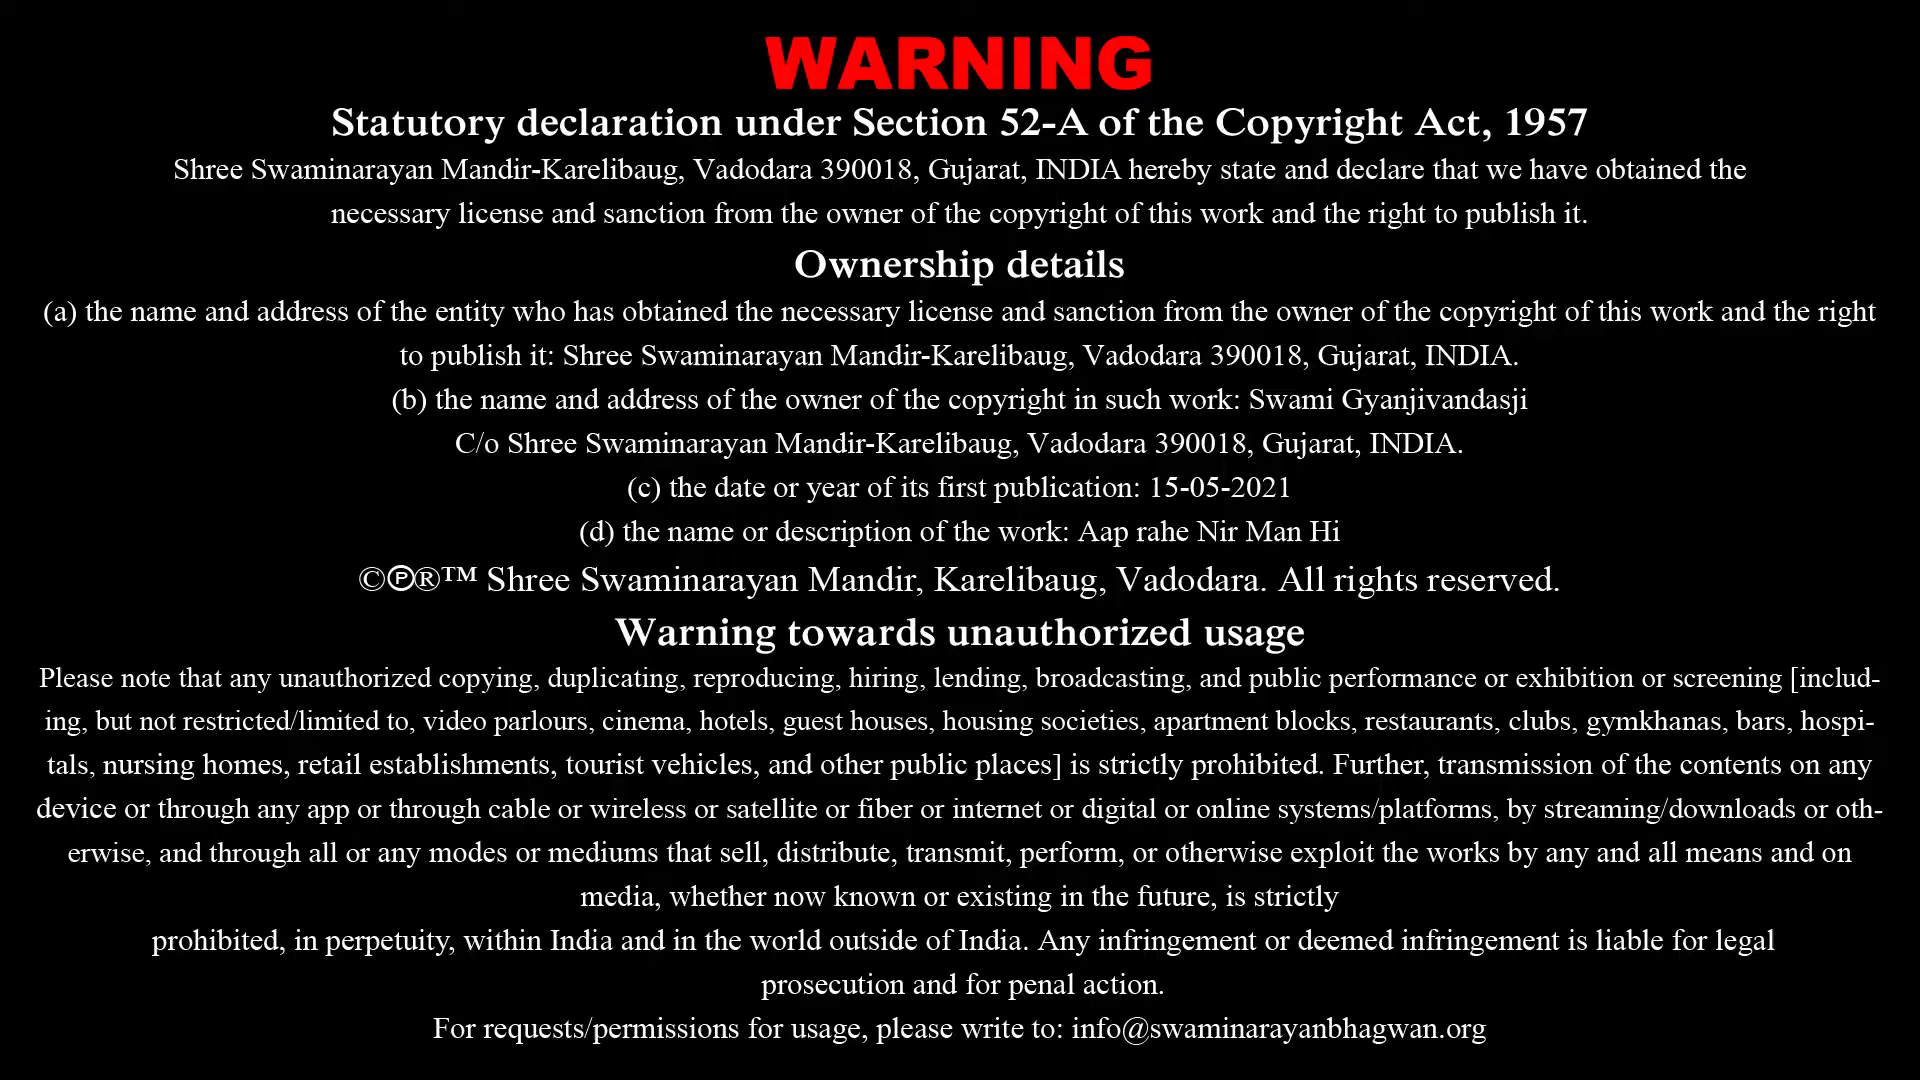 WARNING
Statutory declaration under Section 52-A of the Copyright Act, 1957
Shree Swaminarayan Mandir-Karelibaug, Vadodara 390018, Gujarat, INDIA hereby state and declare that we have obtained the
necessary license and sanction from the owner of the copyright of this work and the right to publish it.
Ownership details
(a) the name and address of the entity who has obtained the necessary license and sanction from the owner of the copyright of this work and the right
to publish it: Shree Swaminarayan Mandir-Karelibaug, Vadodara 390018, Gujarat, INDIA.
(b) the name and address of the owner of the copyright in such work: Swami Gyanjivandasji
C/o Shree Swaminarayan Mandir-Karelibaug, Vadodara 390018, Gujarat, INDIA.
(c) the date or year of its first publication: 15-05-2021
(d) the name or description of the work: Aap rahe Nir Man Hi
©℗®™ Shree Swaminarayan Mandir, Karelibaug, Vadodara. All rights reserved.
Warning towards unauthorized usage
Please note that any unauthorized copying, duplicating, reproducing, hiring, lending, broadcasting, and public performance or exhibition or screening [includ-
ing, but not restricted/limited to, video parlours, cinema, hotels, guest houses, housing societies, apartment blocks, restaurants, clubs, gymkhanas, bars, hospi-
tals, nursing homes, retail establishments, tourist vehicles, and other public places] is strictly prohibited. Further, transmission of the contents on any
device or through any app or through cable or wireless or satellite or fiber or internet or digital or online systems/platforms, by streaming/downloads or oth-
erwise, and through all or any modes or mediums that sell, distribute, transmit, perform, or otherwise exploit the works by any and all means and on
media, whether now known or existing in the future, is strictly
prohibited, in perpetuity, within India and in the world outside of India. Any infringement or deemed infringement is liable for legal
prosecution and for penal action.
For requests/permissions for usage, please write to: info@swaminarayanbhagwan.org